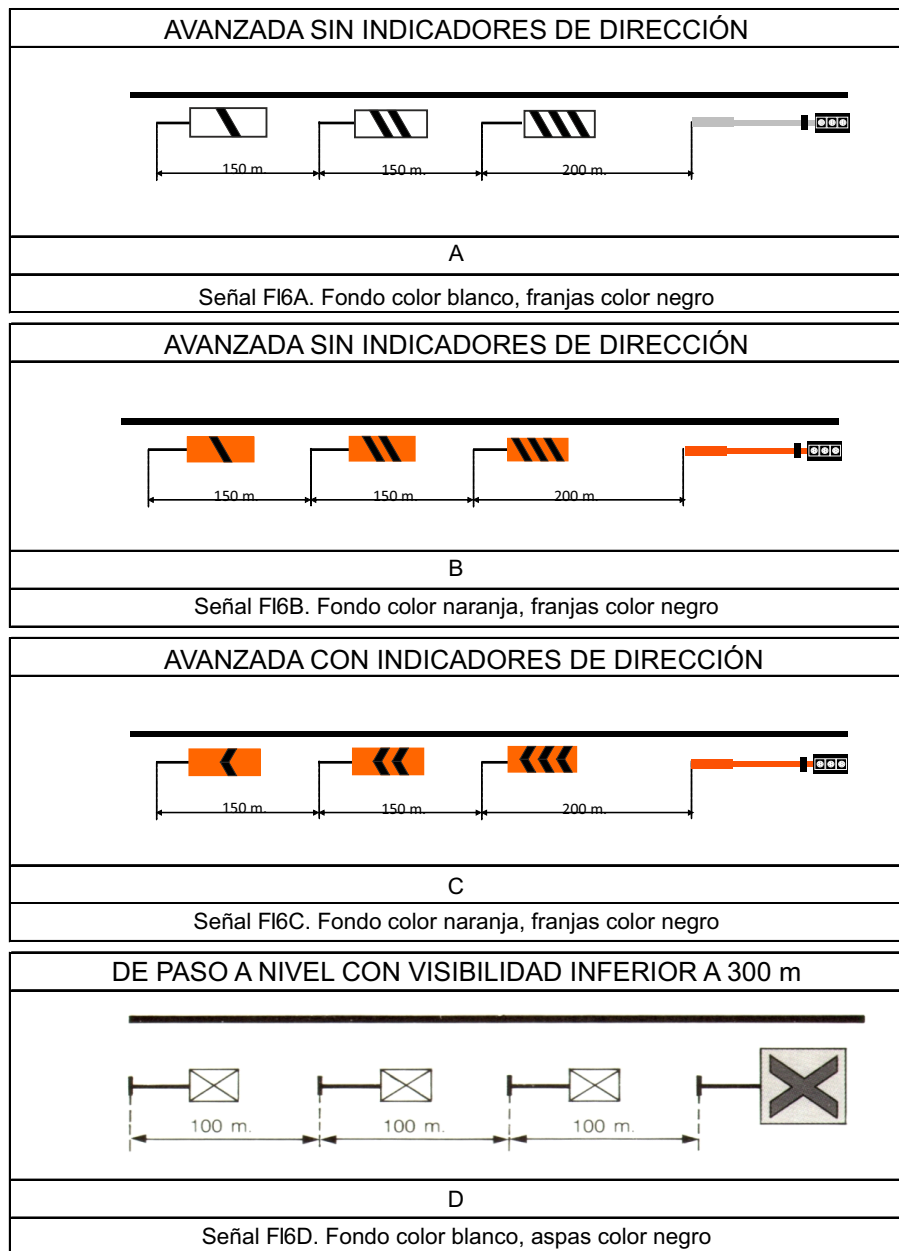 AVANZADA SIN INDICADORES DE DIRECCIÓN
150 m. 150 m. 200 m.
A
Señal FI6A. Fondo color blanco, franjas color negro
AVANZADA SIN INDICADORES DE DIRECCIÓN
150 m. 150 m. 200 m.
B
Señal FI6B. Fondo color naranja, franjas color negro
AVANZADA CON INDICADORES DE DIRECCIÓN
150 m. 150 m. 200 m.
C
Señal FI6C. Fondo color naranja, franjas color negro
DE PASO A NIVEL CON VISIBILIDAD INFERIOR A 300 m
100 m. 100 m. 100 m.
D
Señal FI6D. Fondo color blanco, aspas color negro